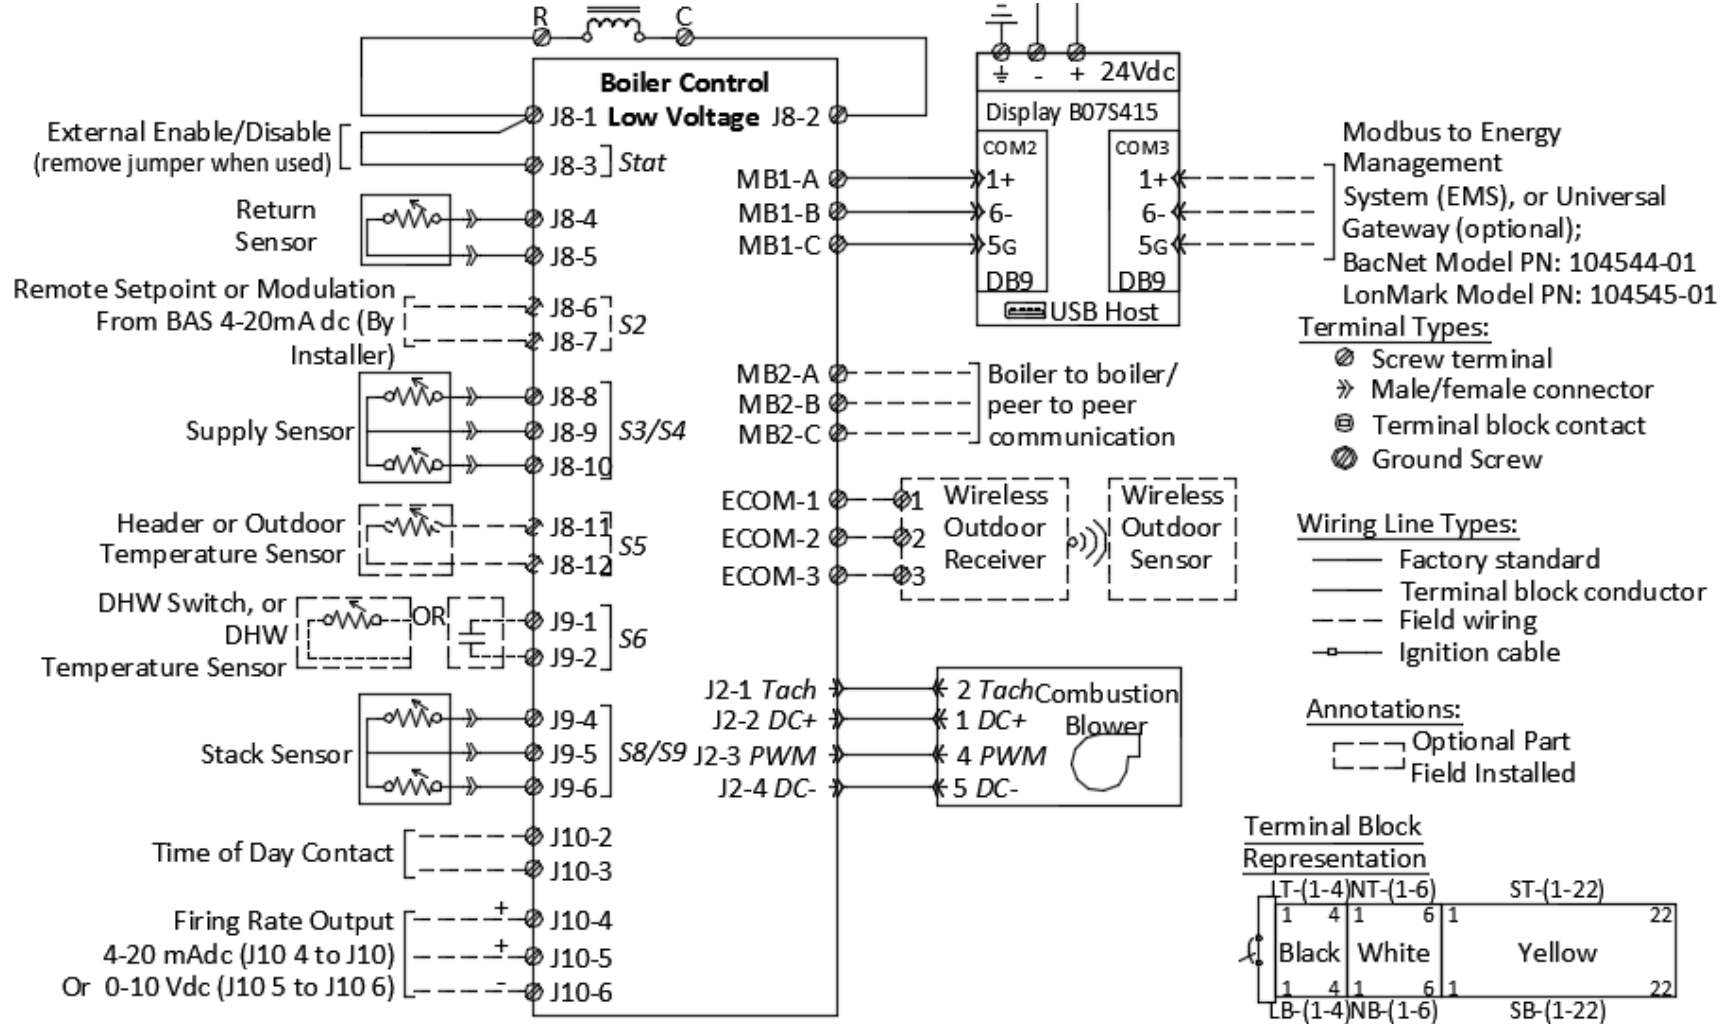 R
C
Boiler Control
Low Voltage
J8-1
J8-2
External Enable/Disable
(remove jumper when used)
J8-3
Stat
Return
Sensor
J8-4
J8-5
Remote Setpoint or Modulation
From BAS 4-20mA dc (By
Installer)
J8-6
J8-7
S2
Supply Sensor
J8-8
J8-9
J8-10
S3/S4
Header or Outdoor
Temperature Sensor
J8-11
J8-12
S5
DHW Switch, or
DHW
Temperature Sensor
OR
J9-1
J9-2
S6
Stack Sensor
J9-4
J9-5
J9-6
S8/S9
Time of Day Contact
J10-2
J10-3
Firing Rate Output
4-20 mAdc (J10 4 to J10)
Or 0-10 Vdc (J10 5 to J10 6)
+
+
-
J10-4
J10-5
J10-6
MB1-A
MB1-B
MB1-C
- + 24Vdc
Display B07S415
COM2
1+
6-
5G
DB9
COM3
1+
6-
5G
DB9
USB Host
Modbus to Energy
Management
System (EMS), or Universal
Gateway (optional);
BacNet Model PN: 104544-01
LonMark Model PN: 104545-01
MB2-A
MB2-B
MB2-C
Boiler to boiler/
peer to peer
communication
ECOM-1
ECOM-2
ECOM-3
1
2
3
Wireless
Outdoor
Receiver
Wireless
Outdoor
Sensor
J2-1 Tach
J2-2 DC+
J2-3 PWM
J2-4 DC-
2 Tach
1 DC+
4 PWM
5 DC-
Combustion
Blower
Terminal Types:
Screw terminal
Male/female connector
Terminal block contact
Ground Screw
Wiring Line Types:
Factory standard
Terminal block conductor
Field wiring
Ignition cable
Annotations:
Optional Part
Field Installed
Terminal Block
Representation
LT-(1-4) NT-(1-6) ST-(1-22)
1 4 1 6 1 22
Black White Yellow
1 4 1 6 1 22
LB-(1-4) NB-(1-6) SB-(1-22)